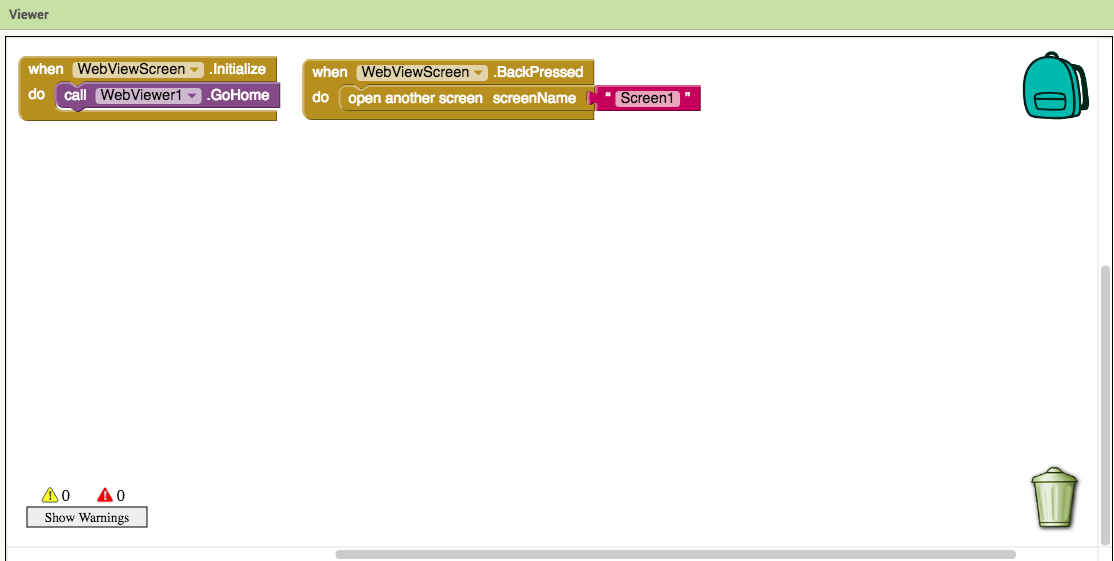 Viewer
when WebViewScreen .Initialize
do call WebViewer1 .GoHome
when WebViewScreen .BackPressed
do open another screen screenName “ Screen1 ”
0 0
Show Warnings